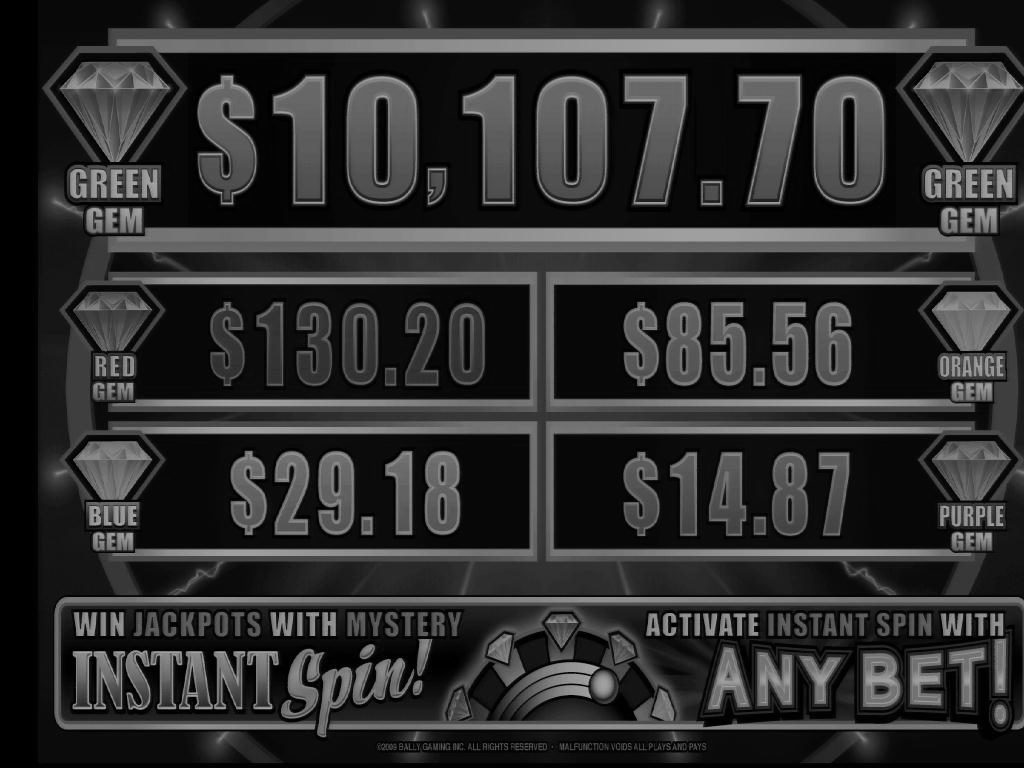 $10,107.70
GREEN GEM
GREEN GEM
$130.20
RED GEM
$85.56
ORANGE GEM
$29.18
BLUE GEM
$14.87
PURPLE GEM
WIN JACKPOTS WITH MYSTERY
INSTANT Spin!
ACTIVATE INSTANT SPIN WITH
ANY BET!
©2009 BALLY GAMING INC. ALL RIGHTS RESERVED · MALFUNCTION VOIDS ALL PLAYS AND PAYS